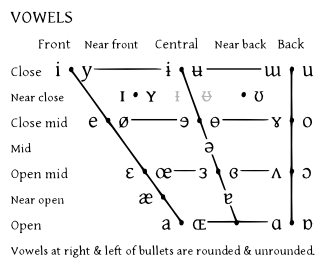 VOWELS
Front Near front Central Near back Back
Close i • y ɨ • ʉ ɯ • u
Near close ɪ • ʏ ɪ̵ ʊ̵ • ʊ
Close mid e • ø ɘ • ɵ ɤ • o
Mid ə
Open mid ɛ • œ ɜ • ɞ ʌ • ɔ
Near open æ • ɐ
Open a • ɶ • ɑ • ɒ
Vowels at right & left of bullets are rounded & unrounded.